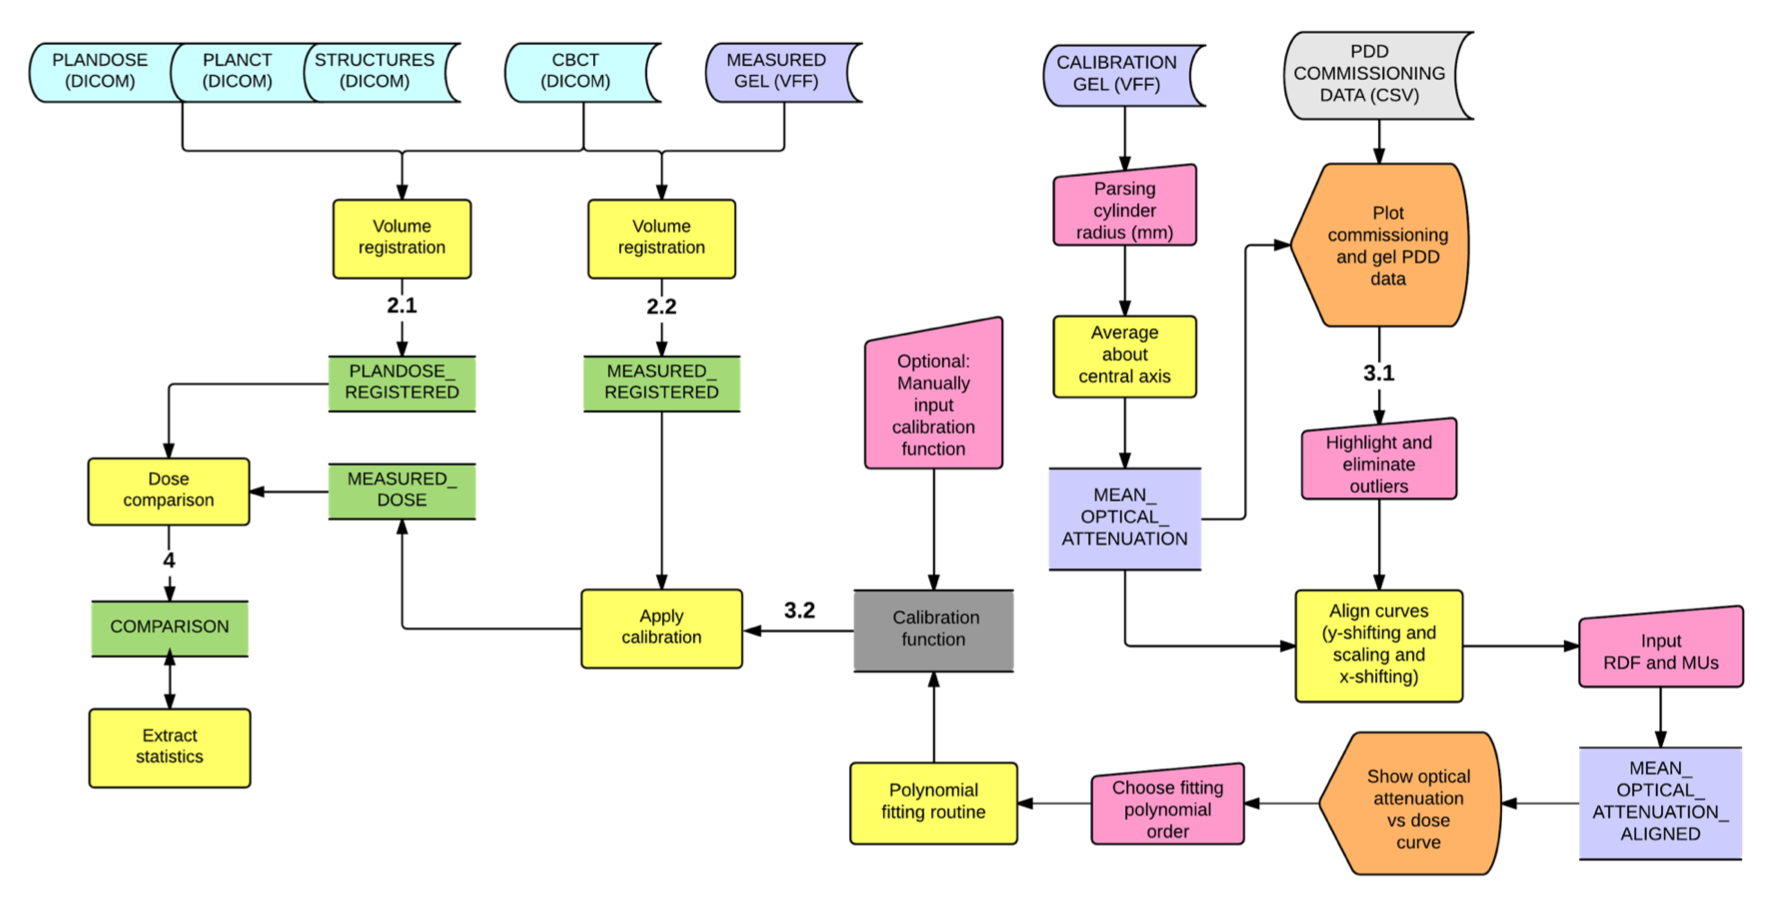 PLANDOSE
(DICOM)
PLANCT
(DICOM)
STRUCTURES
(DICOM)
CBCT
(DICOM)
MEASURED
GEL (VFF)
CALIBRATION
GEL (VFF)
PDD
COMMISSIONING
DATA (CSV)
Volume
registration
Volume
registration
Parsing
cylinder
radius (mm)
Plot
commissioning
and gel PDD
data
2.1
2.2
Average
about
central axis
3.1
PLANDOSE_
REGISTERED
MEASURED_
REGISTERED
Optional:
Manually
input
calibration
function
Highlight and
eliminate
outliers
Dose
comparison
MEASURED_
DOSE
MEAN_
OPTICAL_
ATTENUATION
4
COMPARISON
Apply
calibration
3.2
Calibration
function
Align curves
(y-shifting and
scaling and
x-shifting)
Input
RDF and MUs
Extract
statistics
Polynomial
fitting routine
Choose fitting
polynomial
order
Show optical
attenuation
vs dose
curve
MEAN_
OPTICAL_
ATTENUATION_
ALIGNED